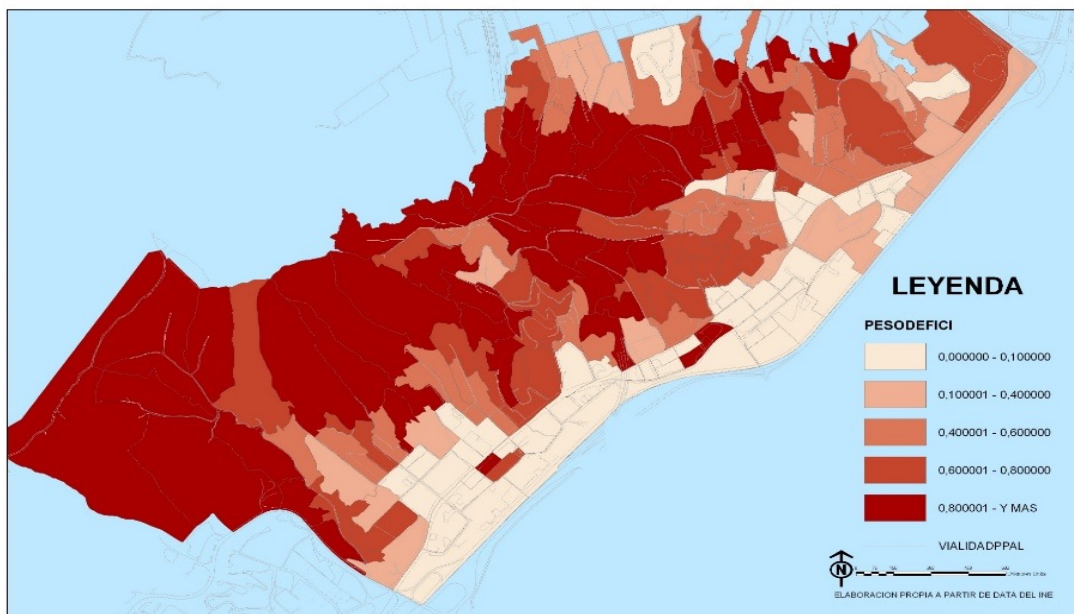 LEYENDA
PESODEFICI
0,000000 - 0,100000
0,100001 - 0,400000
0,400001 - 0,600000
0,600001 - 0,800000
0,800001 - Y MAS
VIALIDADPPAL
N
ELABORACION PROPIA A PARTIR DE DATA DEL INE